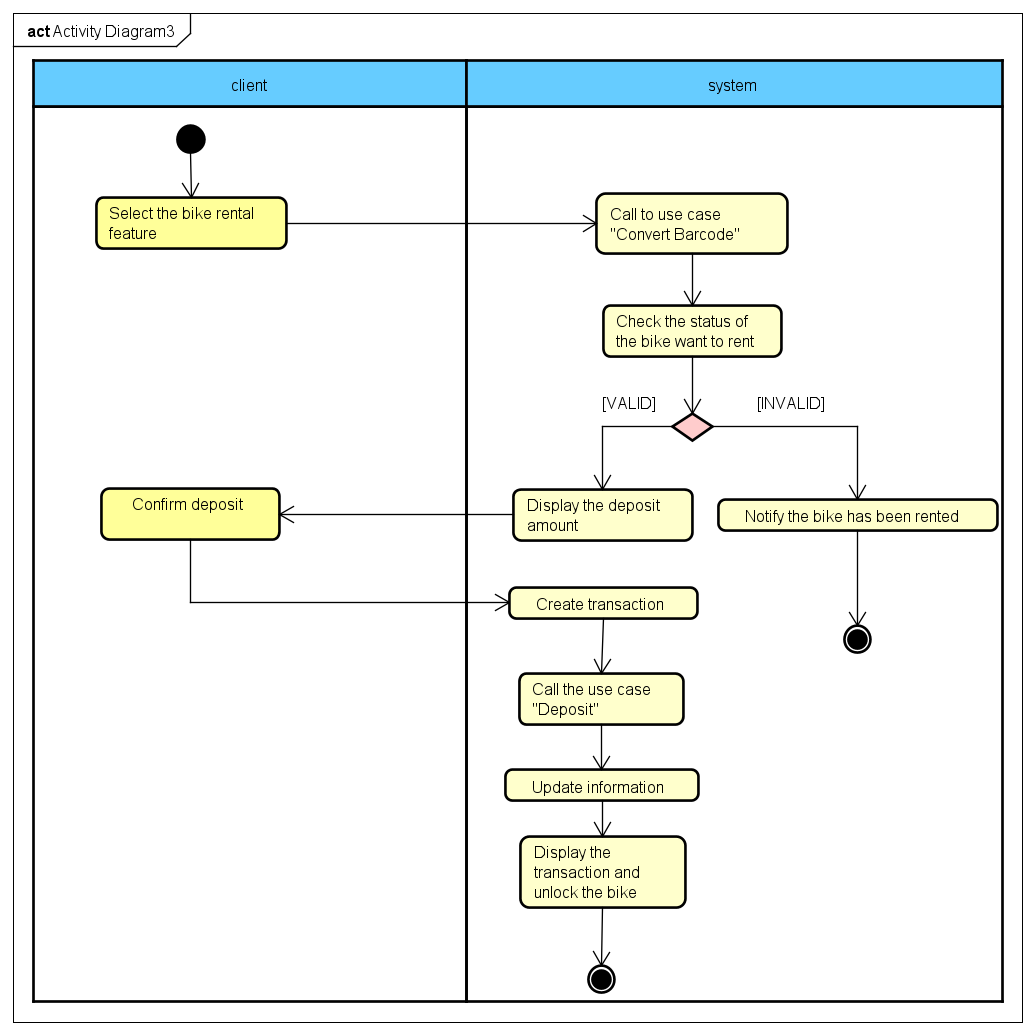 act Activity Diagram3
client
system
Select the bike rental
feature
Call to use case
"Convert Barcode"
Check the status of
the bike want to rent
[VALID]
[INVALID]
Confirm deposit
Display the deposit
amount
Notify the bike has been rented
Create transaction
Call the use case
"Deposit"
Update information
Display the
transaction and
unlock the bike